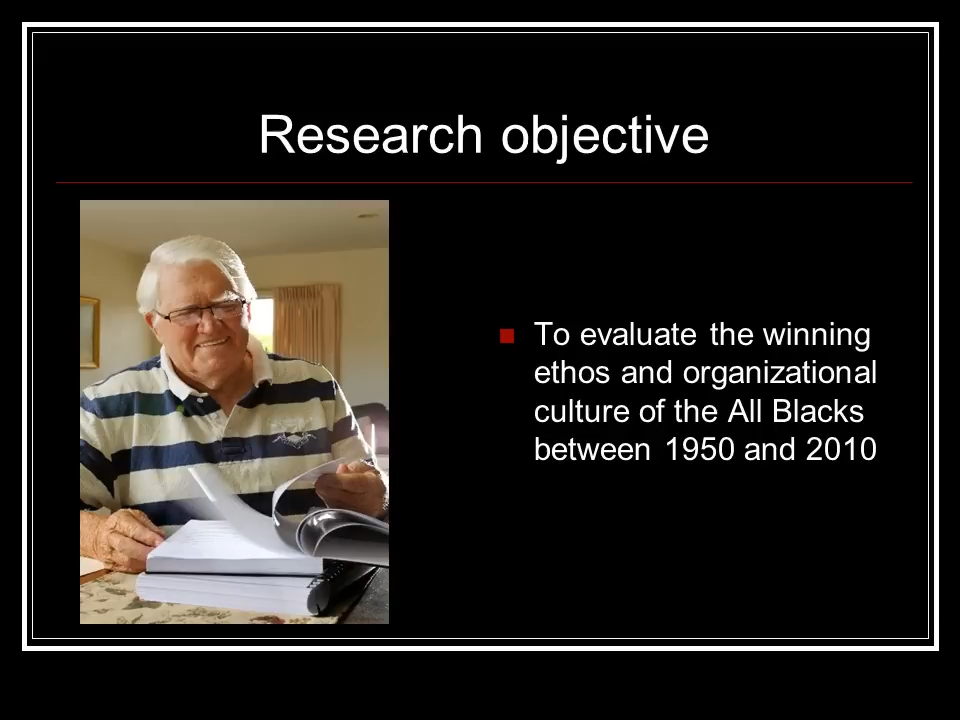 Research objective
To evaluate the winning
ethos and organizational
culture of the All Blacks
between 1950 and 2010